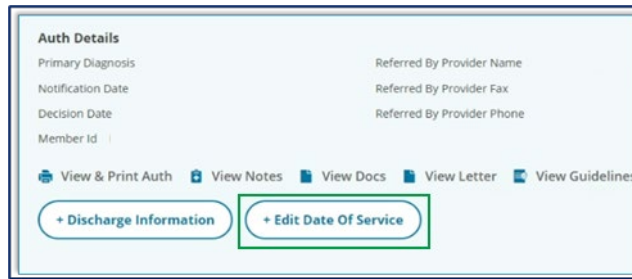 Auth Details
Primary Diagnosis
Referred By Provider Name
Notification Date
Referred By Provider Fax
Decision Date
Referred By Provider Phone
Member Id
View & Print Auth View Notes View Docs View Letter View Guidelines
+ Discharge Information + Edit Date Of Service